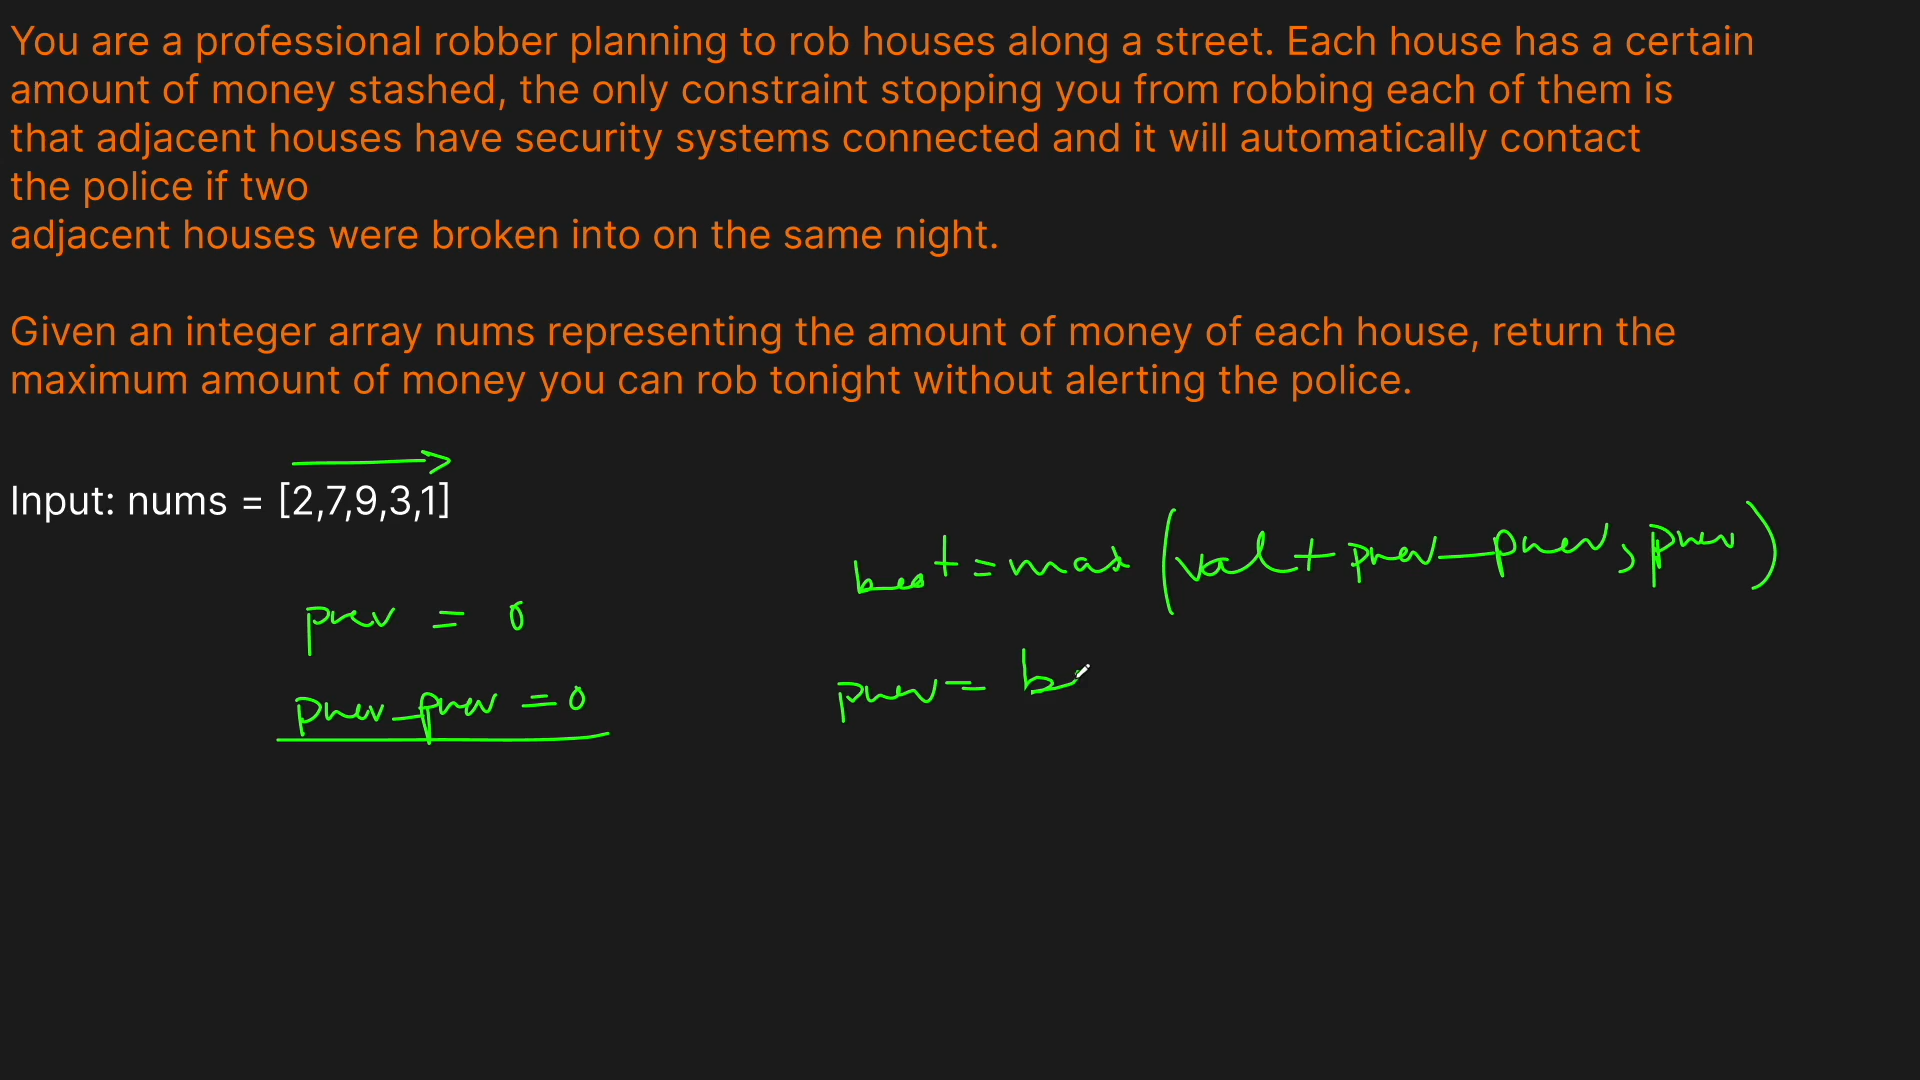 You are a professional robber planning to rob houses along a street. Each house has a certain
amount of money stashed, the only constraint stopping you from robbing each of them is
that adjacent houses have security systems connected and it will automatically contact
the police if two
adjacent houses were broken into on the same night.
Given an integer array nums representing the amount of money of each house, return the
maximum amount of money you can rob tonight without alerting the police.
Input: nums = [2,7,9,3,1]
best = max (val + prev_prev, prev)
prev = 0
prev = b
prev_prev = 0